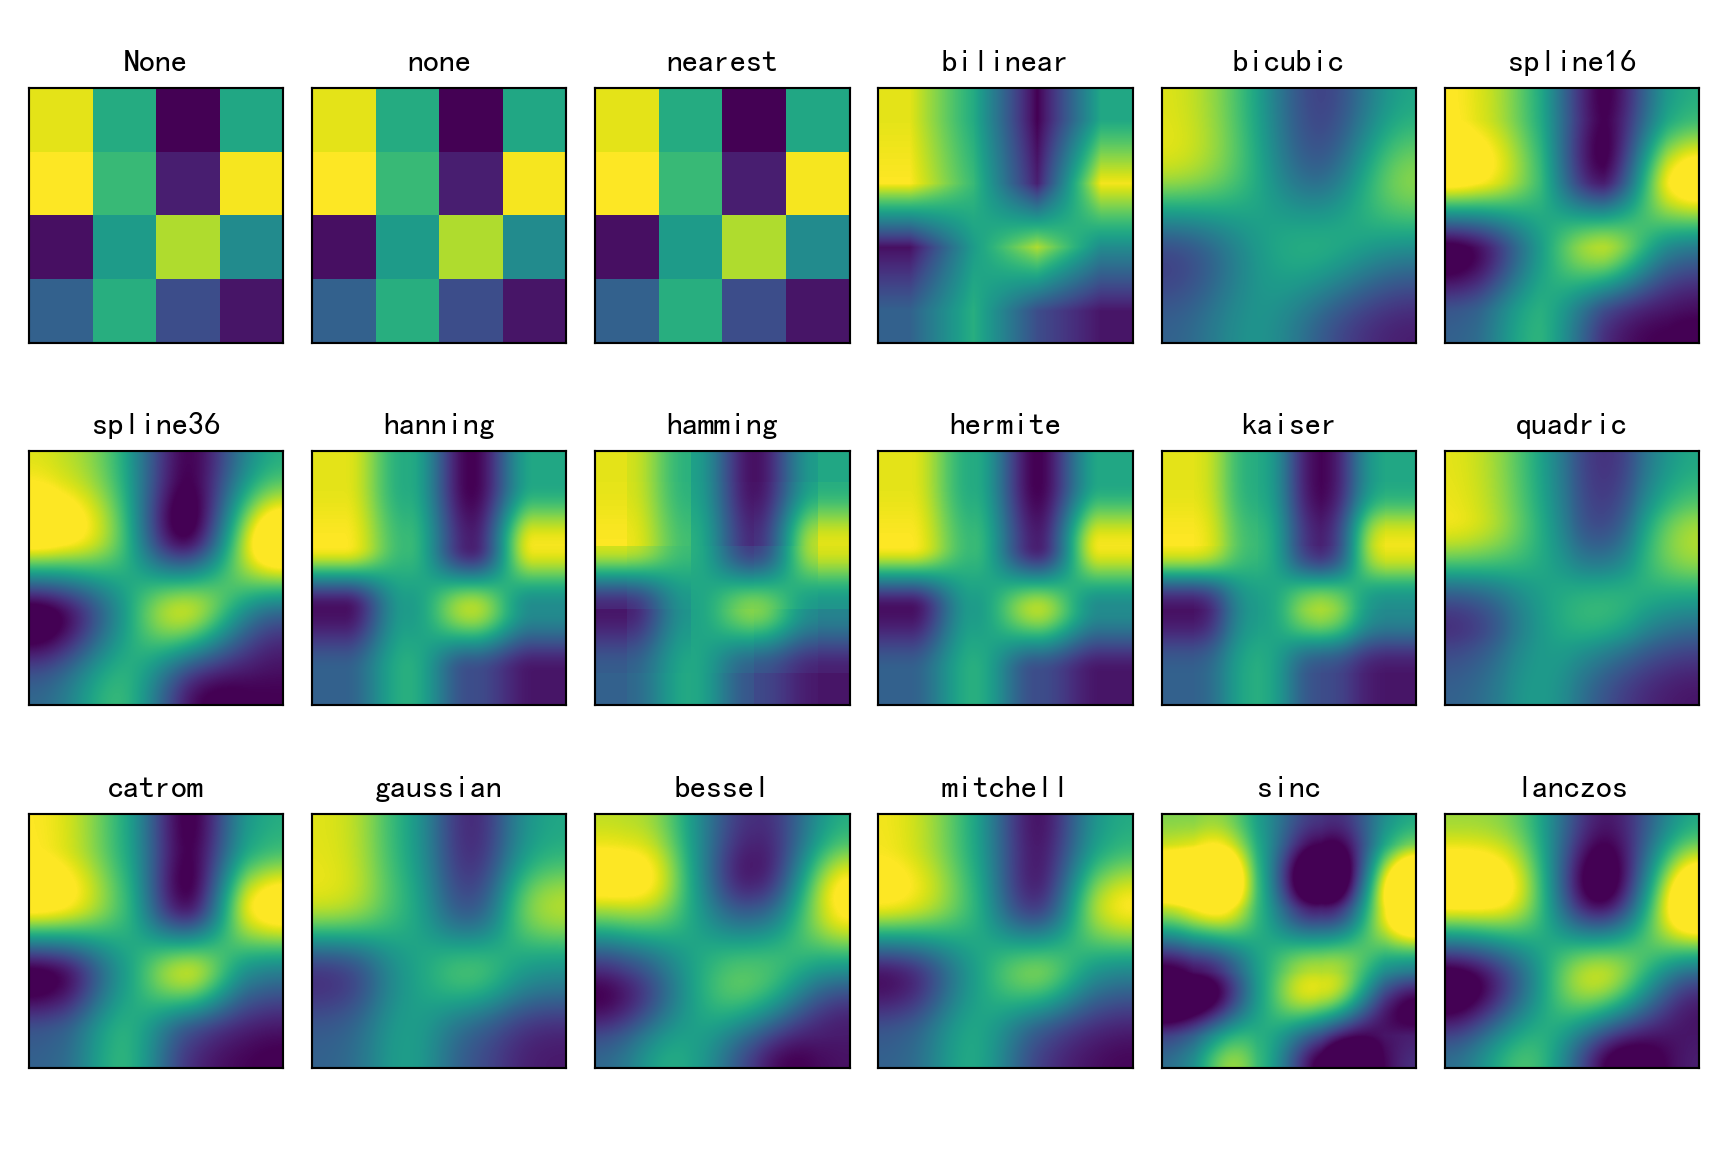 None none nearest bilinear bicubic spline16
spline36 hanning hamming hermite kaiser quadric
catrom gaussian bessel mitchell sinc lanczos